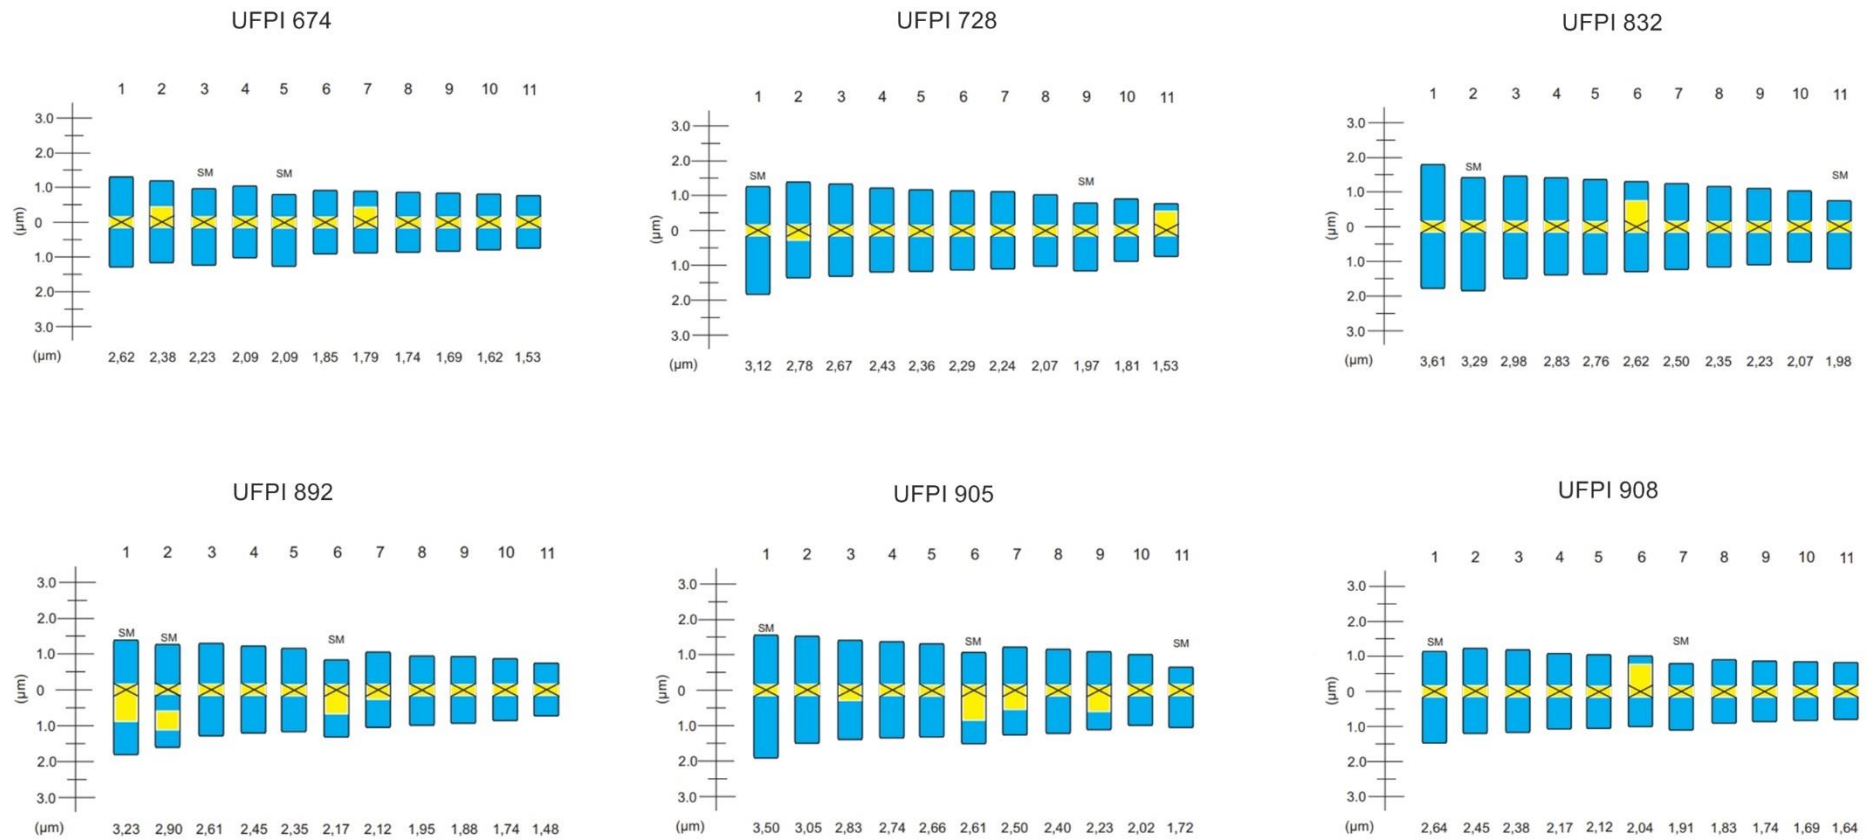 UFPI 674
1 2 3 4 5 6 7 8 9 10 11
SM SM
3.0
2.0
1.0
0
1.0
2.0
3.0
(µm)
(µm) 2,62 2,38 2,23 2,09 2,09 1,85 1,79 1,74 1,69 1,62 1,53
UFPI 728
1 2 3 4 5 6 7 8 9 10 11
SM SM
3.0
2.0
1.0
0
1.0
2.0
3.0
(µm)
(µm) 3,12 2,78 2,67 2,43 2,36 2,29 2,24 2,07 1,97 1,81 1,53
UFPI 832
1 2 3 4 5 6 7 8 9 10 11
SM SM
3.0
2.0
1.0
0
1.0
2.0
3.0
(µm)
(µm) 3,61 3,29 2,98 2,83 2,76 2,62 2,50 2,35 2,23 2,07 1,98
UFPI 892
1 2 3 4 5 6 7 8 9 10 11
SM SM SM
3.0
2.0
1.0
0
1.0
2.0
3.0
(µm)
(µm) 3,23 2,90 2,61 2,45 2,35 2,17 2,12 1,95 1,88 1,74 1,48
UFPI 905
1 2 3 4 5 6 7 8 9 10 11
SM SM SM
3.0
2.0
1.0
0
1.0
2.0
3.0
(µm)
(µm) 3,50 3,05 2,83 2,74 2,66 2,61 2,50 2,40 2,23 2,02 1,72
UFPI 908
1 2 3 4 5 6 7 8 9 10 11
SM SM
3.0
2.0
1.0
0
1.0
2.0
3.0
(µm)
(µm) 2,64 2,45 2,38 2,17 2,12 2,04 1,91 1,83 1,74 1,69 1,64